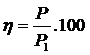 η = P / P₁ .100